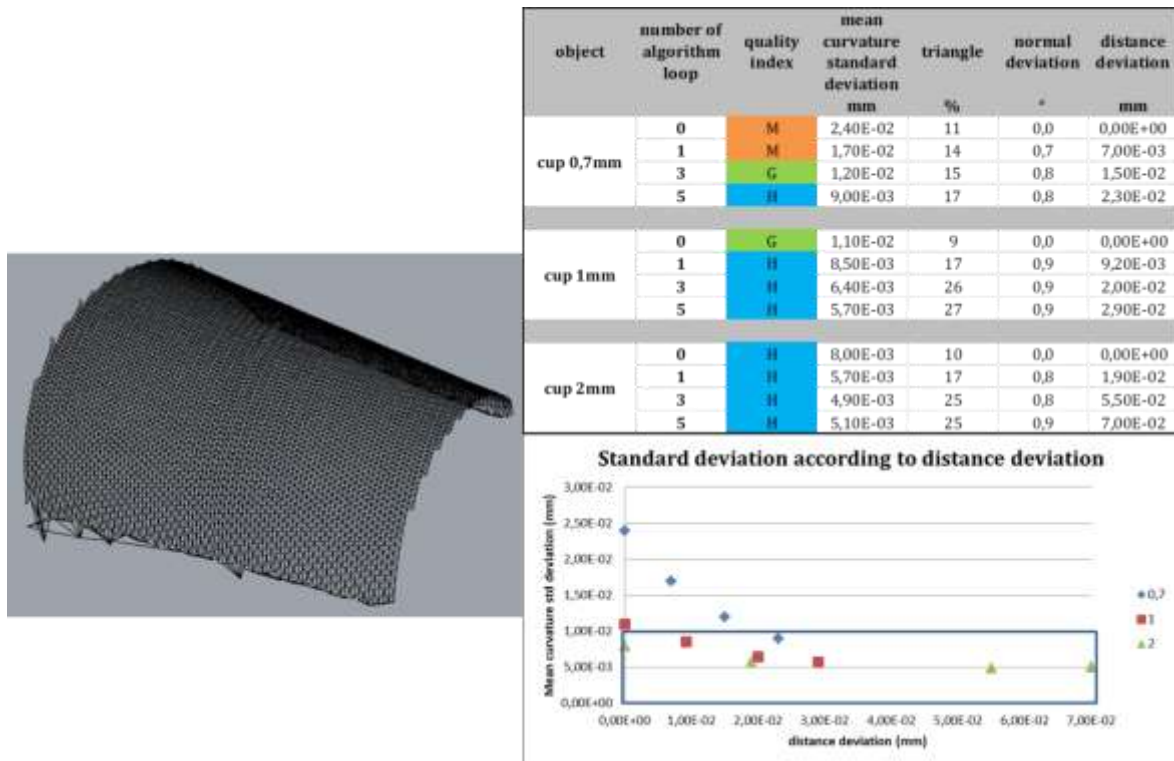 object number of algorithm loop quality index mean curvature standard deviation mm triangle % normal deviation ° distance deviation mm
cup 0,7mm
0 M 2,40E-02 11 0,0 0,00E+00
1 M 1,70E-02 14 0,7 7,00E-03
3 G 1,20E-02 15 0,8 1,50E-02
5 H 9,00E-03 17 0,8 2,30E-02
cup 1mm
0 G 1,10E-02 9 0,0 0,00E+00
1 H 8,50E-03 17 0,9 9,20E-03
3 H 6,40E-03 26 0,9 2,00E-02
5 H 5,70E-03 27 0,9 2,90E-02
cup 2mm
0 H 8,00E-03 10 0,0 0,00E+00
1 H 5,70E-03 17 0,8 1,90E-02
3 H 4,90E-03 25 0,8 5,50E-02
5 H 5,10E-03 25 0,9 7,00E-02
Standard deviation according to distance deviation
Mean curvature std deviation (mm)
3,00E-02
2,50E-02
2,00E-02
1,50E-02
1,00E-02
5,00E-03
0,00E+00
0,00E+00 1,00E-02 2,00E-02 3,00E-02 4,00E-02 5,00E-02 6,00E-02 7,00E-02
distance deviation (mm)
0,7
1
2